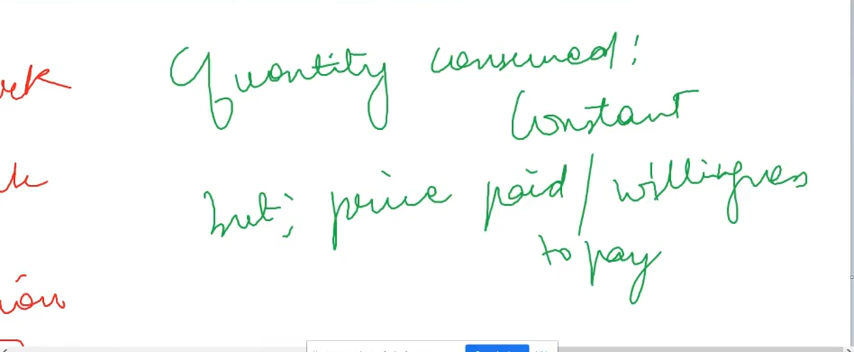 Quantity consumed:
Constant
but; price paid / willingness
to pay